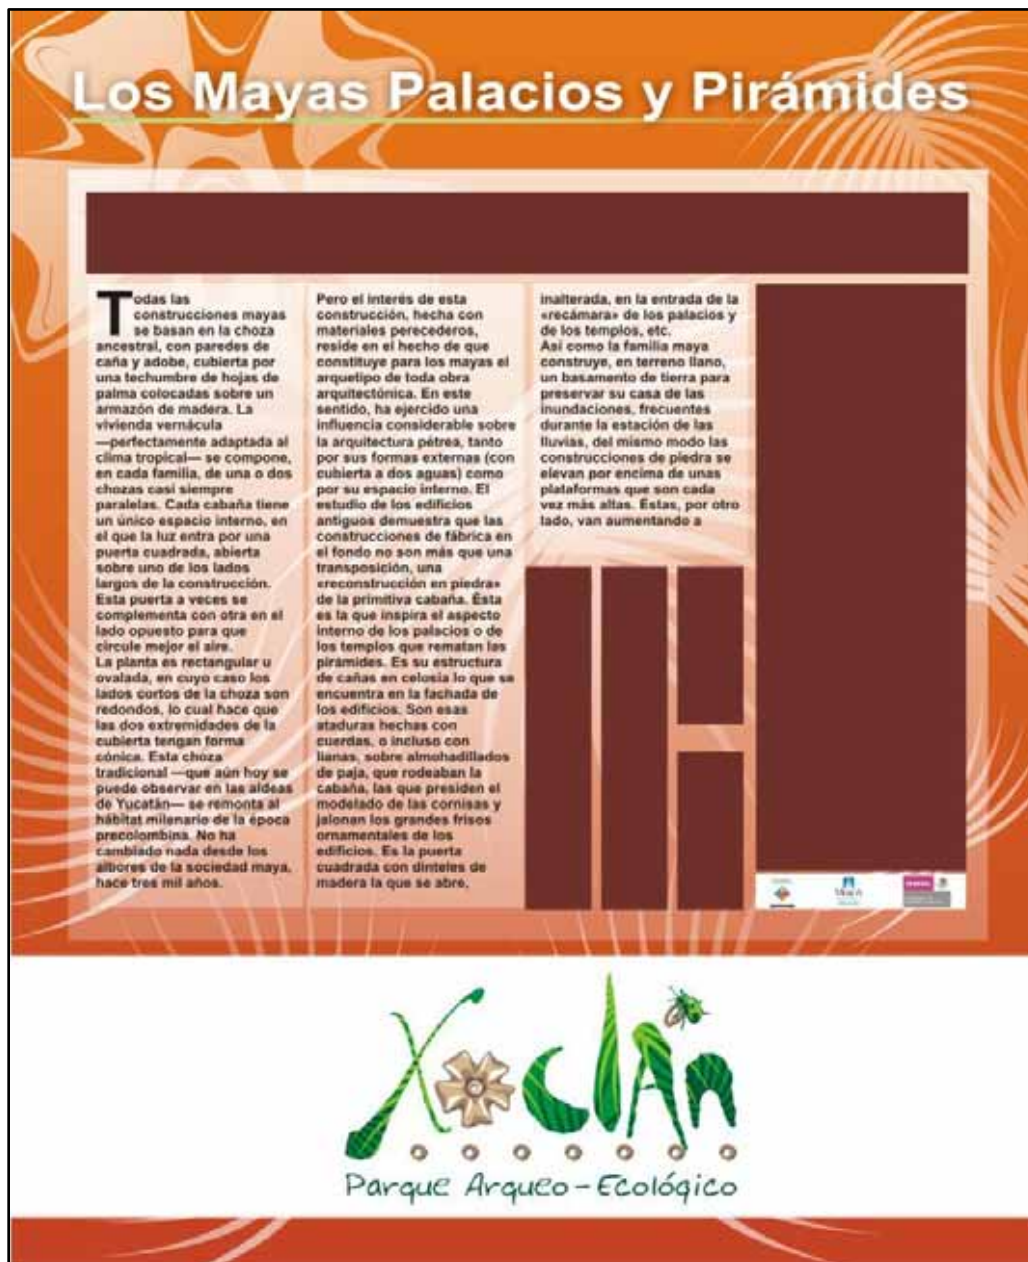 Los Mayas Palacios y Pirámides
Todas las
construcciones mayas
se basan en la choza
ancestral, con paredes de
caña y adobe, cubierta por
una techumbre de hojas de
palma colocadas sobre un
armazón de madera. La
vivienda vernácula
—perfectamente adaptada al
clima tropical— se compone,
en cada familia, de una o dos
chozas casi siempre
paralelas. Cada cabaña tiene
un único espacio interno, en
el que la luz entra por una
puerta cuadrada, abierta
sobre uno de los lados
largos de la construcción.
Esta puerta a veces se
complementa con otra en el
lado opuesto para que
circule mejor el aire.
La planta es rectangular u
ovalada, en cuyo caso los
lados cortos de la choza son
redondos, lo cual hace que
las dos extremidades de la
cubierta tengan forma
cónica. Esta choza
tradicional —que aún hoy se
puede observar en las aldeas
de Yucatán— se remonta al
hábitat milenario de la época
precolombina. No ha
cambiado nada desde los
albores de la sociedad maya,
hace tres mil años.
Pero el interés de esta
construcción, hecha con
materiales perecederos,
reside en el hecho de que
constituye para los mayas el
arquetipo de toda obra
arquitectónica. En este
sentido, ha ejercido una
influencia considerable sobre
la arquitectura pétrea, tanto
por sus formas externas (con
cubierta a dos aguas) como
por su espacio interno. El
estudio de los edificios
antiguos demuestra que las
construcciones de fábrica en
el fondo no son más que una
transposición, una
«reconstrucción en piedra»
de la primitiva cabaña. Ésta
es la que inspira el aspecto
interno de los palacios o de
los templos que rematan las
pirámides. Es su estructura
de cañas en celosía lo que se
encuentra en la fachada de
los edificios. Son esas
ataduras hechas con
cuerdas, o incluso con
lianas, sobre almohadillados
de paja, que rodeaban la
cabaña, las que presiden el
modelado de las cornisas y
jalonan los grandes frisos
ornamentales de los
edificios. Es la puerta
cuadrada con dinteles de
madera la que se abre,
inalterada, en la entrada de la
«recámara» de los palacios y
de los templos, etc.
Así como la familia maya
construye, en terreno llano,
un basamento de tierra para
preservar su casa de las
inundaciones, frecuentes
durante la estación de las
lluvias, del mismo modo las
construcciones de piedra se
elevan por encima de unas
plataformas que son cada
vez más altas. Éstas, por otro
lado, van aumentando a
Xoclán
Parque Arqueo-Ecológico